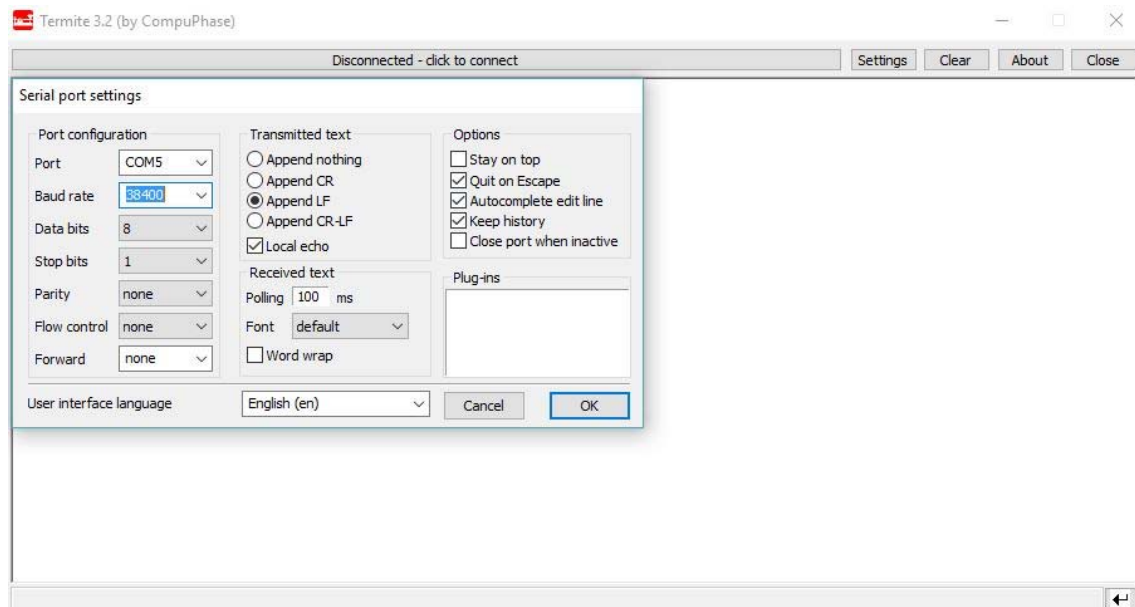 Termite 3.2 (by CompuPhase)
Disconnected - click to connect
Settings
Clear
About
Close
Serial port settings
Port configuration
Port COM5
Baud rate 38400
Data bits 8
Stop bits 1
Parity none
Flow control none
Forward none
Transmitted text
Append nothing
Append CR
Append LF
Append CR-LF
Local echo
Received text
Polling 100 ms
Font default
Word wrap
Options
Stay on top
Quit on Escape
Autocomplete edit line
Keep history
Close port when inactive
Plug-ins
User interface language English (en)
Cancel
OK